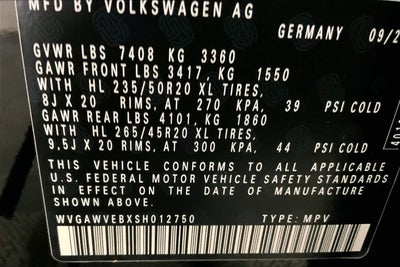 MFD BY VOLKSWAGEN AG
GERMANY 09/2
GVWR LBS 7408 KG 3360
GAWR FRONT LBS 3417, KG 1550
WITH HL 235/50R20 XL TIRES,
8J X 20 RIMS, AT 270 KPA, 39 PSI COLD
GAWR REAR LBS 4101, KG 1860
WITH HL 265/45R20 XL TIRES,
9.5J X 20 RIMS, AT 300 KPA, 44 PSI COLD
THIS VEHICLE CONFORMS TO ALL APPLICABLE
U.S. FEDERAL MOTOR VEHICLE SAFETY STANDARDS
IN EFFECT ON THE DATE OF MANUFACTURE
SHOWN ABOVE.
WVGAWVEBXSH012750 TYPE: MPV